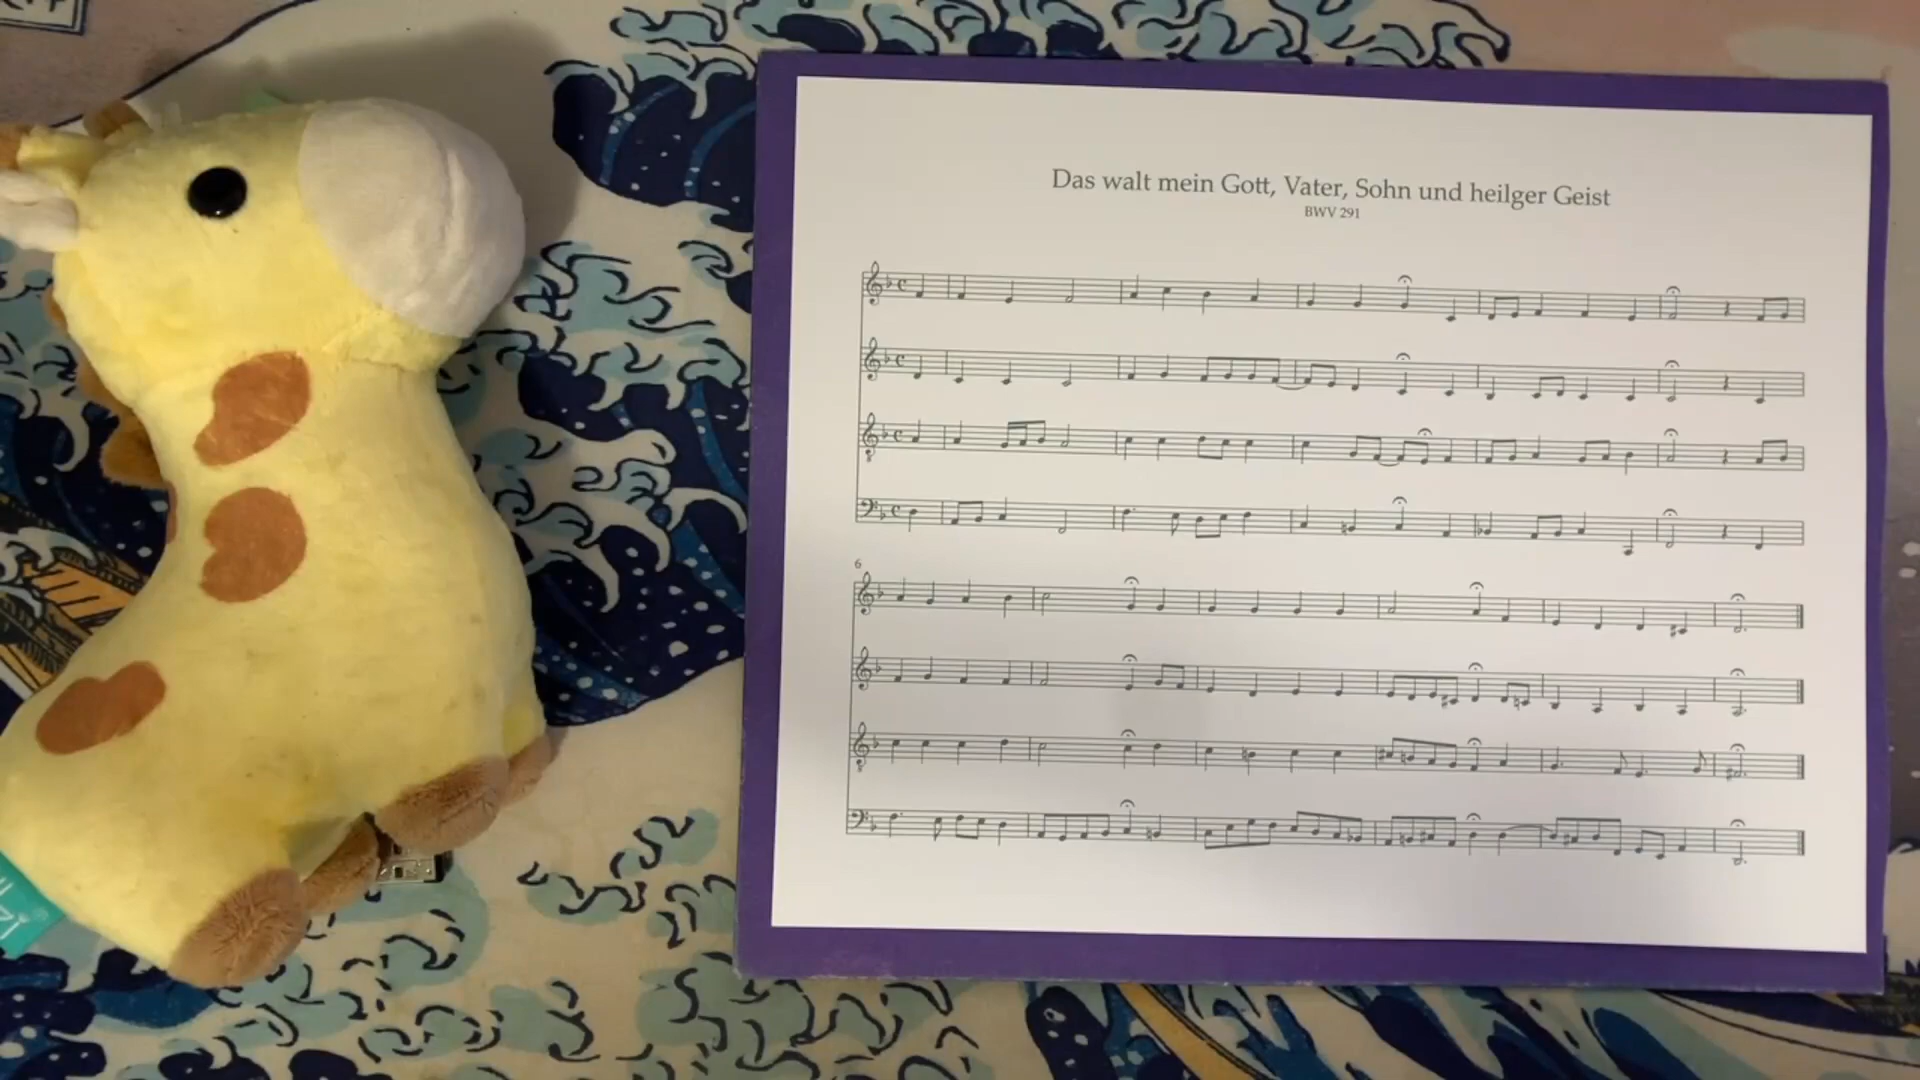 Das walt mein Gott, Vater, Sohn und heilger Geist
BWV 291
6